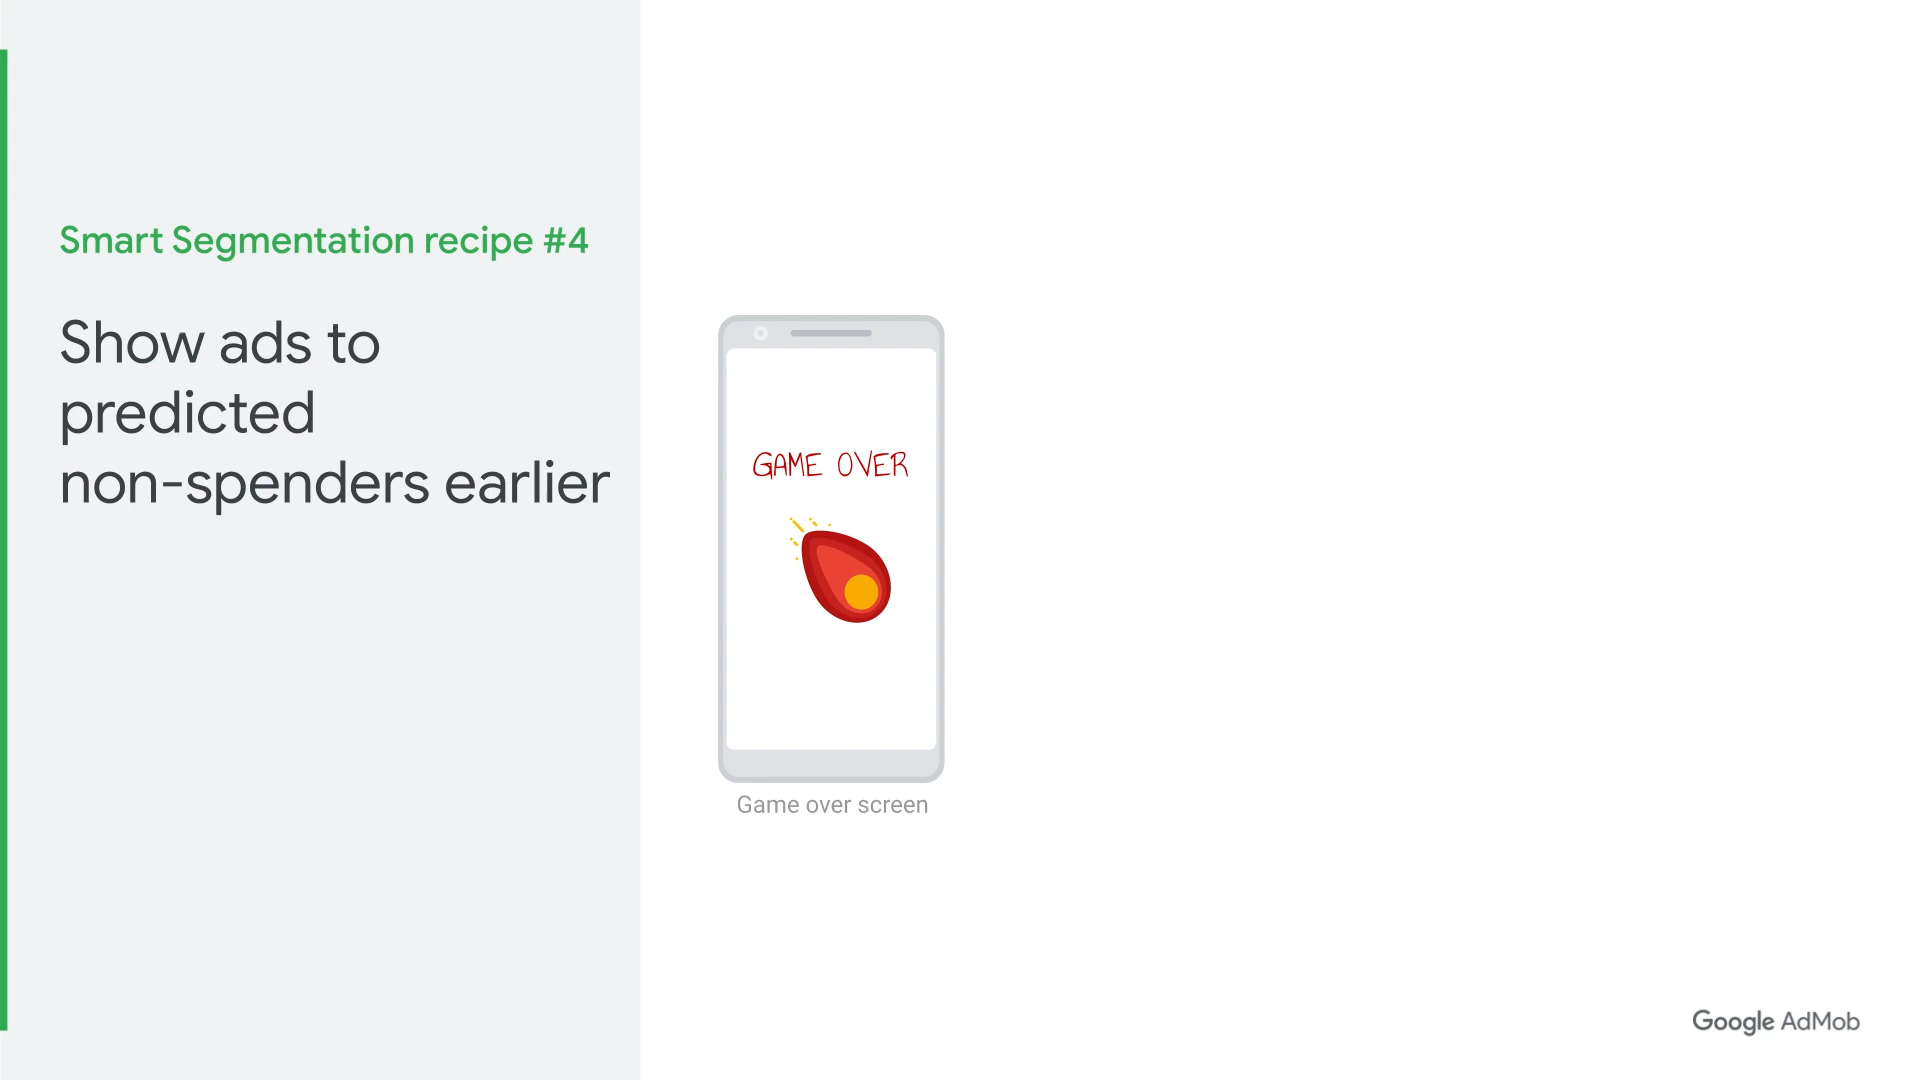 Smart Segmentation recipe #4
Show ads to
predicted
non-spenders earlier
GAME OVER
Game over screen
Google AdMob